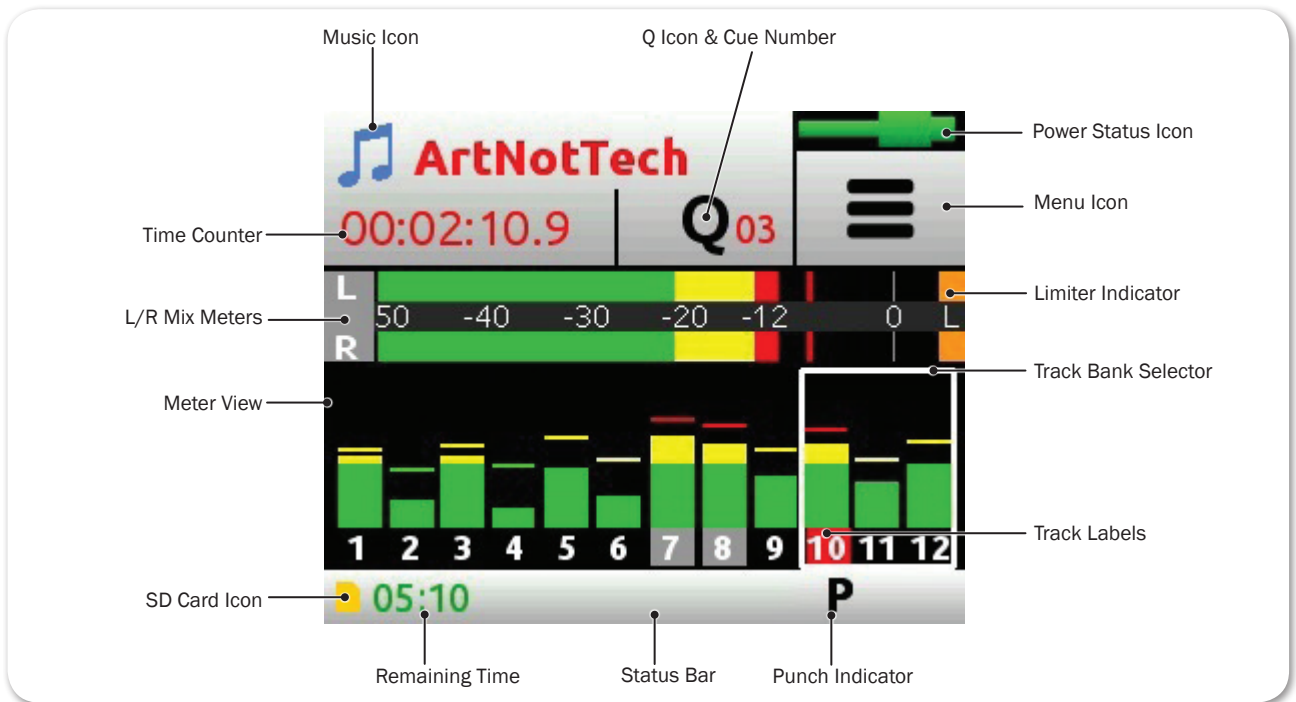 Music Icon
Q Icon & Cue Number
Power Status Icon
ArtNotTech
Menu Icon
Time Counter
00:02:10.9
Q 03
L
Limiter Indicator
L/R Mix Meters
50 -40 -30 -20 -12 0 L
R
Track Bank Selector
Meter View
1 2 3 4 5 6 7 8 9 10 11 12
Track Labels
SD Card Icon
05:10
P
Remaining Time
Status Bar
Punch Indicator